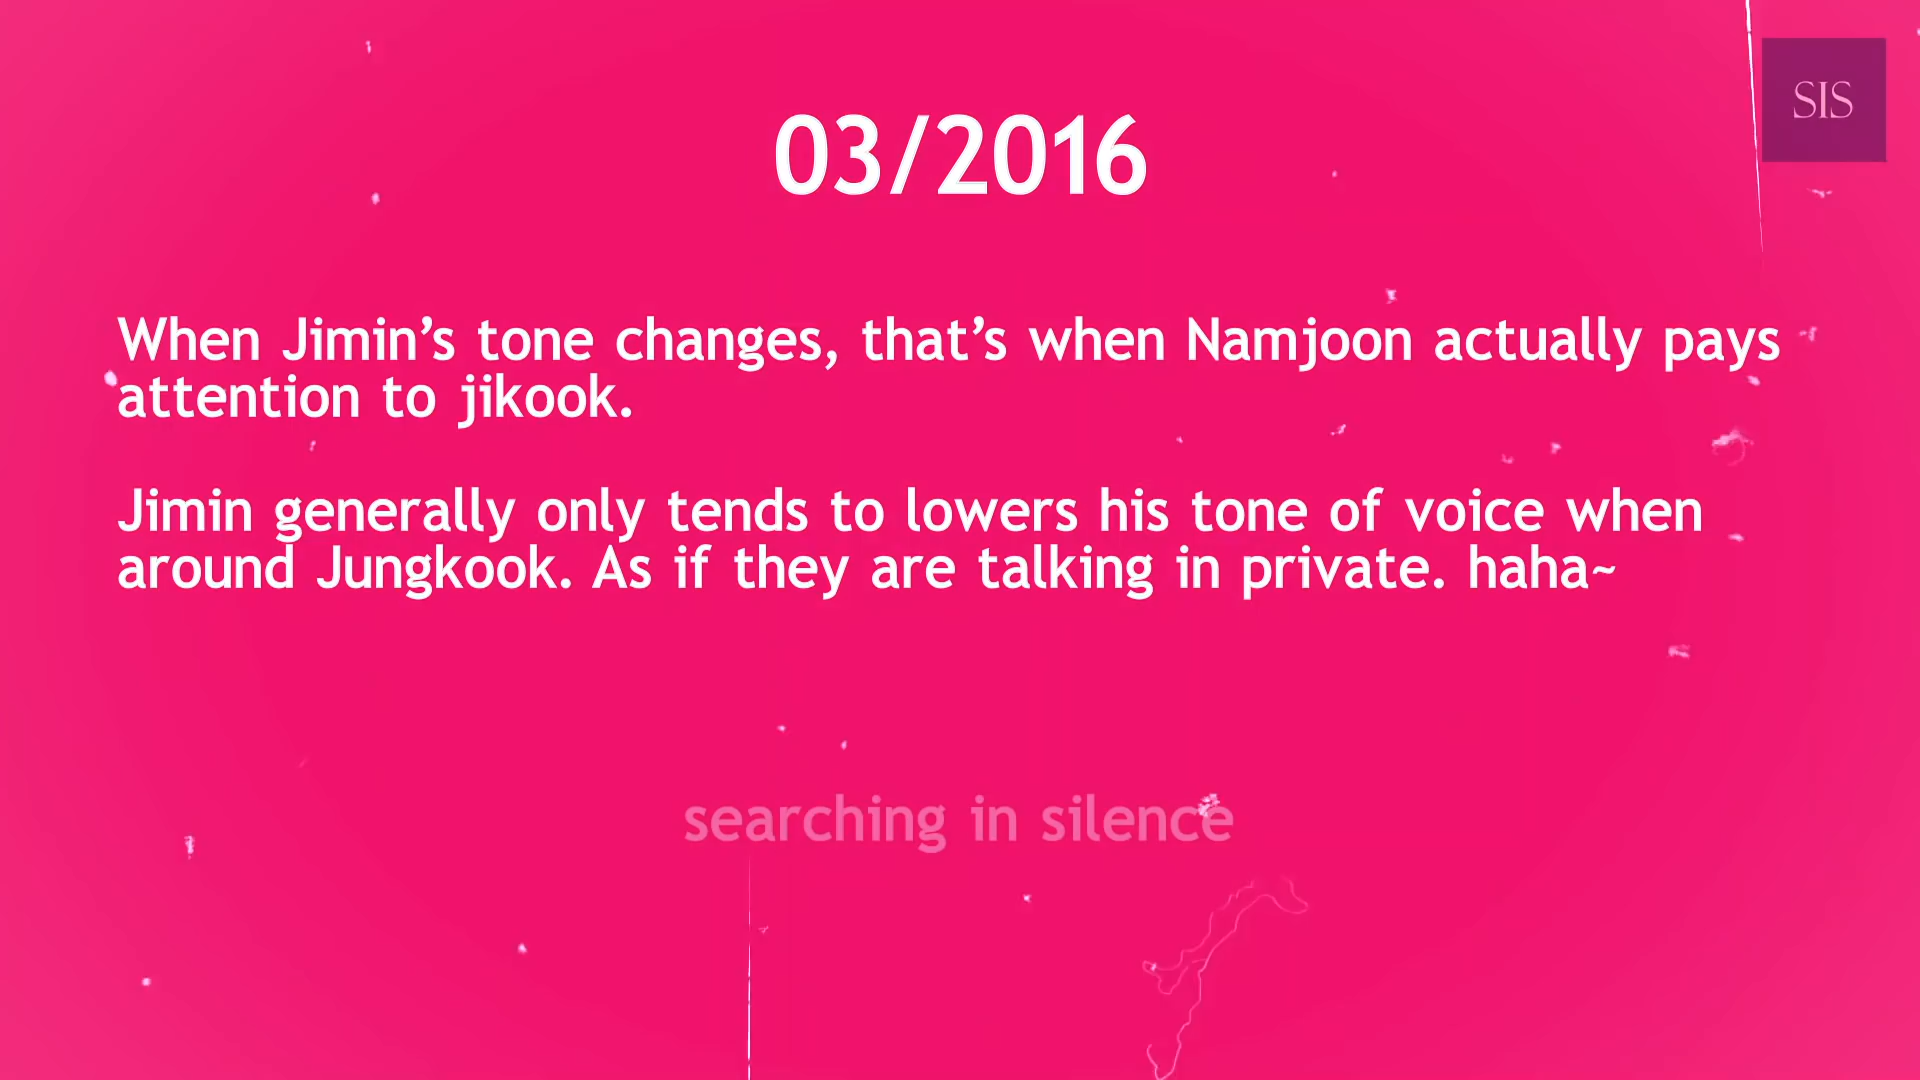 SIS
03/2016
When Jimin’s tone changes, that’s when Namjoon actually pays
attention to jikook.
Jimin generally only tends to lowers his tone of voice when
around Jungkook. As if they are talking in private. haha~
searching in silence